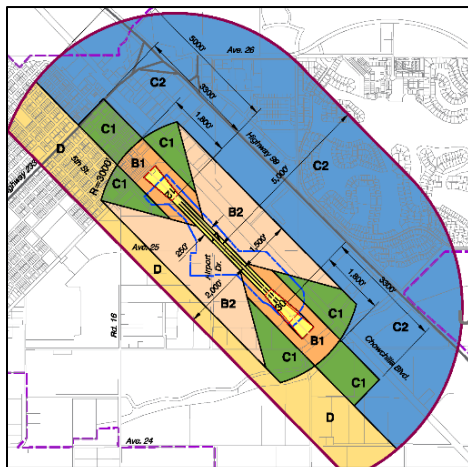 5000'
Ave. 26
C2
3300'
1,800'
Highway 99
C1
D
5th St.
C1
C2
B1
5,000'
R=3000'
C1
B2
1,500'
Ave. 25
250'
Airport
Dr.
1,800'
D
2,000'
3300'
B2
C1
C2
Rd. 16
B1
Chowchilla Blvd.
C1
C1
D
Ave. 24